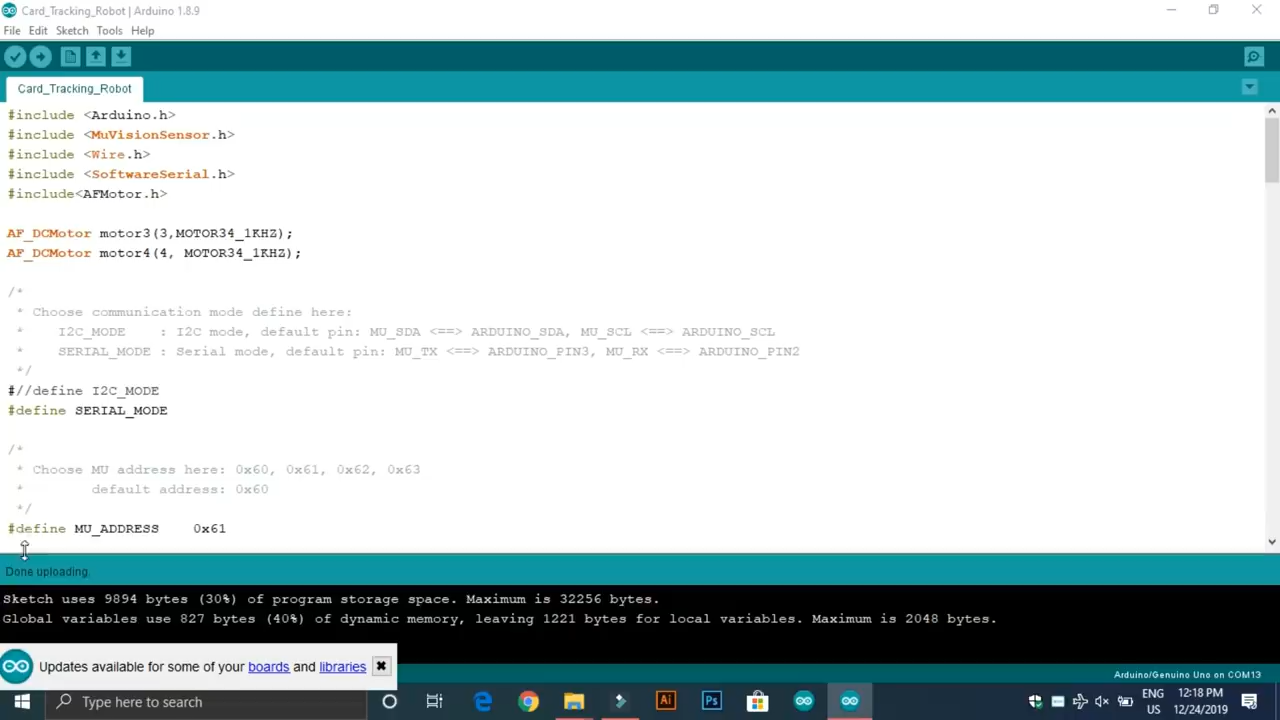 Card_Tracking_Robot | Arduino 1.8.9
File Edit Sketch Tools Help
Card_Tracking_Robot
#include <Arduino.h>
#include <MuVisionSensor.h>
#include <Wire.h>
#include <SoftwareSerial.h>
#include<AFMotor.h>
AF_DCMotor motor3(3,MOTOR34_1KHZ);
AF_DCMotor motor4(4, MOTOR34_1KHZ);
/*
* Choose communication mode define here:
*    I2C_MODE    : I2C mode, default pin: MU_SDA <==> ARDUINO_SDA, MU_SCL <==> ARDUINO_SCL
*    SERIAL_MODE : Serial mode, default pin: MU_TX <==> ARDUINO_PIN3, MU_RX <==> ARDUINO_PIN2
*/
#//define I2C_MODE
#define SERIAL_MODE
/*
* Choose MU address here: 0x60, 0x61, 0x62, 0x63
*        default address: 0x60
*/
#define MU_ADDRESS    0x61
Done uploading.
Sketch uses 9894 bytes (30%) of program storage space. Maximum is 32256 bytes.
Global variables use 827 bytes (40%) of dynamic memory, leaving 1221 bytes for local variables. Maximum is 2048 bytes.
Updates available for some of your boards and libraries
Arduino/Genuino Uno on COM13
Type here to search
Ai
Ps
ENG
US
12:18 PM
12/24/2019